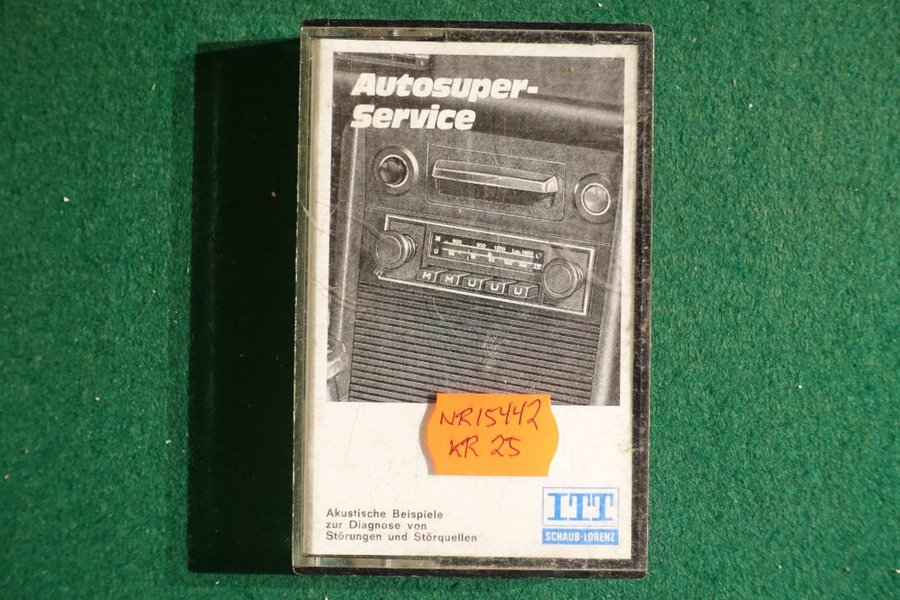 Autosuper-
Service
M M U U U
NR15442
KR 25
Akustische Beispiele
zur Diagnose von
Störungen und Störquellen
ITT
SCHAUB-LORENZ